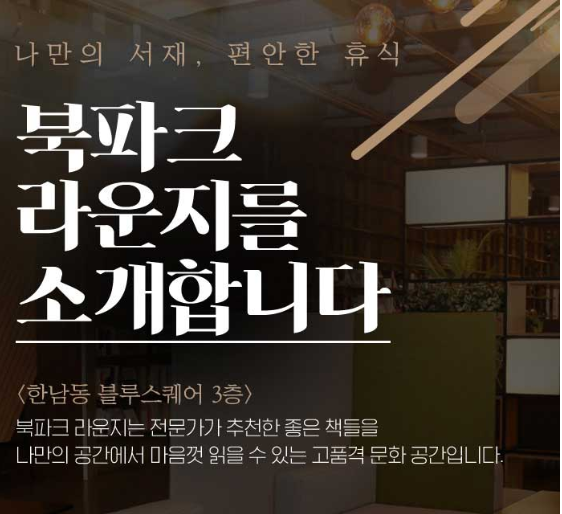 나만의 서재, 편안한 휴식
북파크
라운지를
소개합니다
〈한남동 블루스퀘어 3층〉
북파크 라운지는 전문가가 추천한 좋은 책들을
나만의 공간에서 마음껏 읽을 수 있는 고품격 문화 공간입니다.